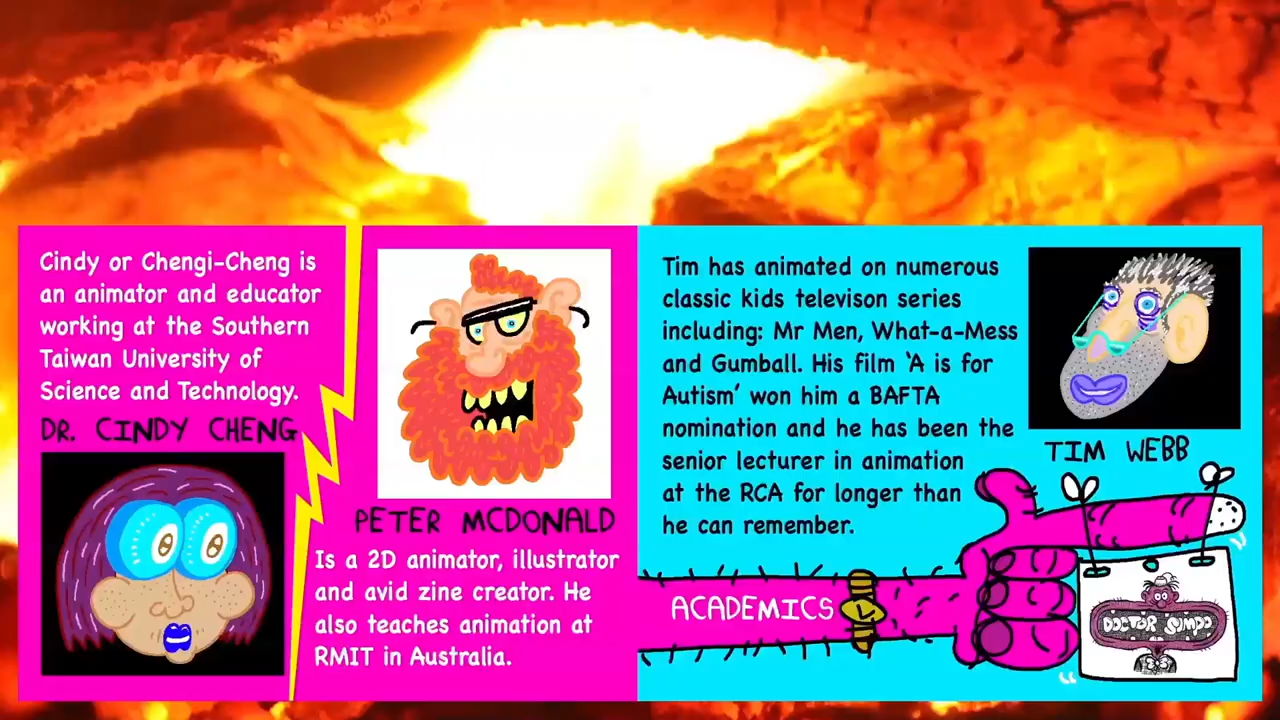 Cindy or Chengi-Cheng is
an animator and educator
working at the Southern
Taiwan University of
Science and Technology.
DR. CINDY CHENG
PETER MCDONALD
Is a 2D animator, illustrator
and avid zine creator. He
also teaches animation at
RMIT in Australia.
Tim has animated on numerous
classic kids televison series
including: Mr Men, What-a-Mess
and Gumball. His film ‘A is for
Autism’ won him a BAFTA
nomination and he has been the
senior lecturer in animation
at the RCA for longer than
he can remember.
TIM WEBB
ACADEMICS
DOCTOR SIMPO